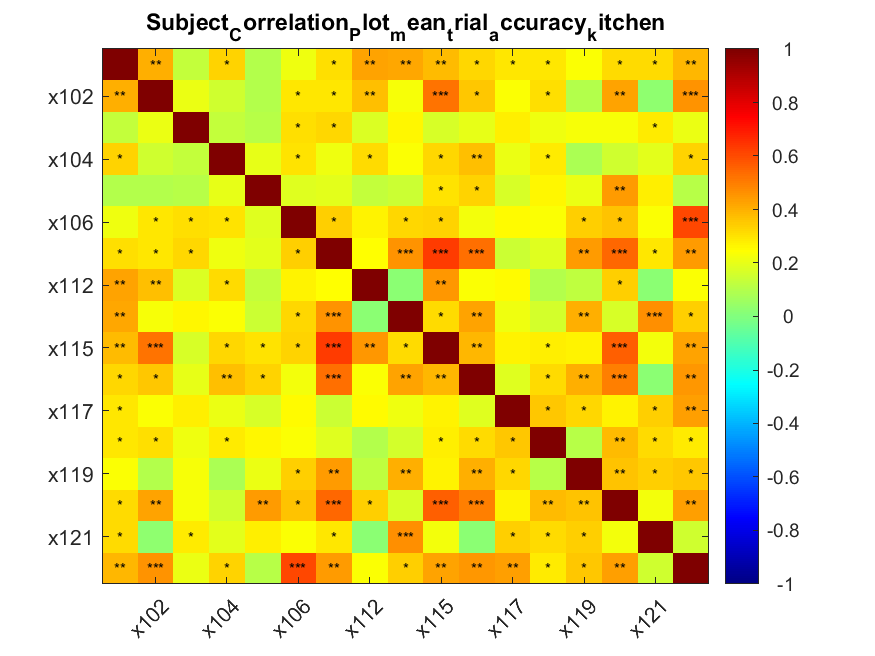 SubjectCorrelationPlotmeantrialaccuracykitchen
** * * ** ** ** * * * * * **
x102 ** * * ** *** * * ** ***
* * *
x104 * * * * ** * *
* * **
x106 * * * * * * * * ***
* * * * *** *** *** ** *** * **
x112 ** ** * ** *
** * *** * ** ** *** *
x115 ** *** * * * *** ** * ** * *** **
* * ** * *** ** ** * ** *** **
x117 * * * * **
* * * * * * ** * *
x119 * ** ** ** * ** * *
* ** ** * *** * *** *** ** ** **
x121 * * * *** * * *
** *** * *** ** * ** ** ** * * **
x102 x104 x106 x112 x115 x117 x119 x121
1
0.8
0.6
0.4
0.2
0
-0.2
-0.4
-0.6
-0.8
-1